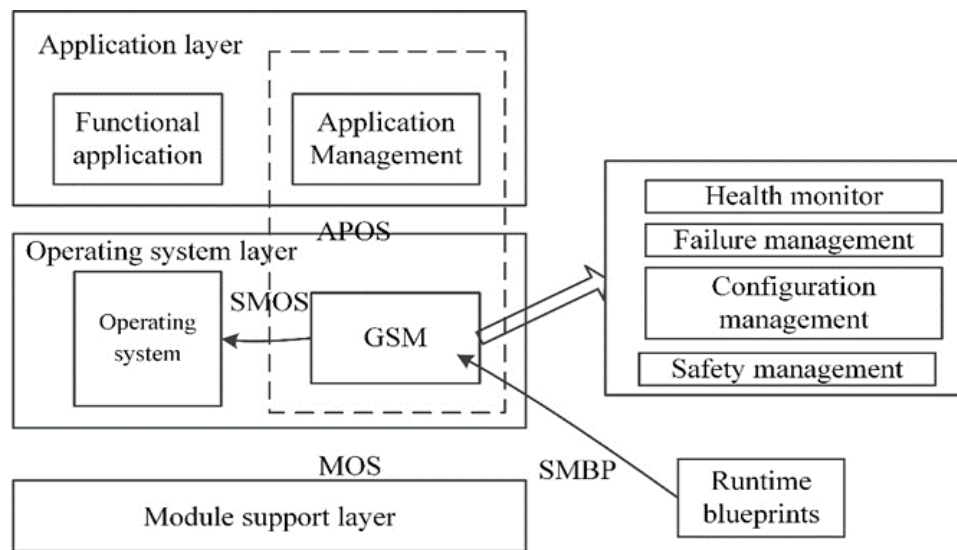 Application layer
Functional
application
Application
Management
APOS
Operating system layer
SMOS
Operating
system
GSM
Health monitor
Failure management
Configuration
management
Safety management
MOS
SMBP
Module support layer
Runtime
blueprints